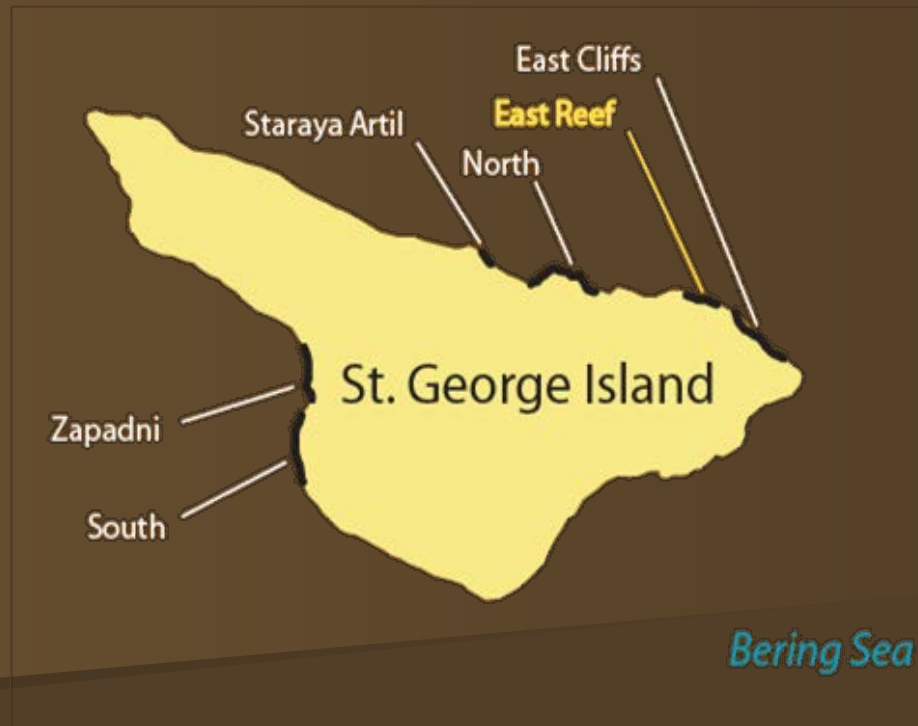 East Cliffs
East Reef
Staraya Artil
North
St. George Island
Zapadni
South
Bering Sea